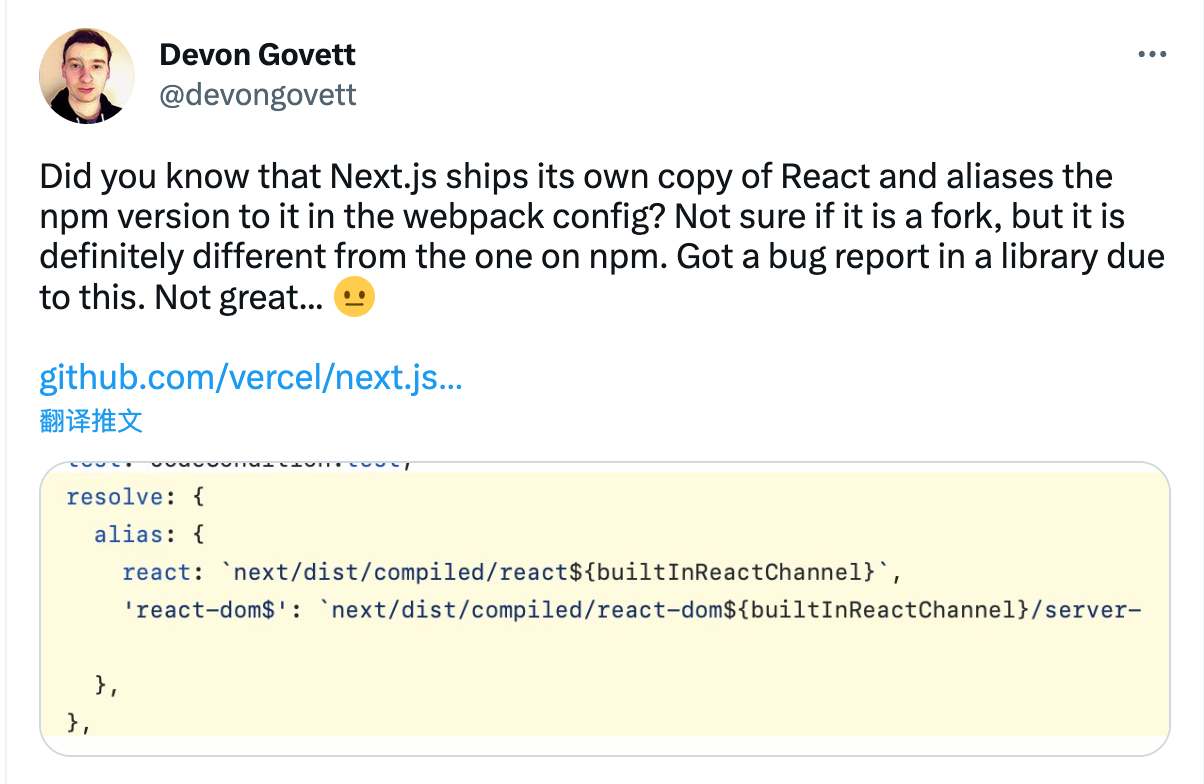 Devon Govett
@devongovett
Did you know that Next.js ships its own copy of React and aliases the
npm version to it in the webpack config? Not sure if it is a fork, but it is
definitely different from the one on npm. Got a bug report in a library due
to this. Not great... 😐
github.com/vercel/next.js...
翻译推文
test: codeCondition.test,
resolve: {
alias: {
react: `next/dist/compiled/react${builtInReactChannel}`,
'react-dom$': `next/dist/compiled/react-dom${builtInReactChannel}/server-
},
},